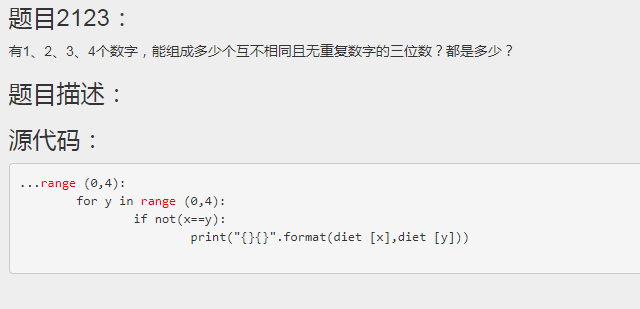 题目2123：
有1、2、3、4个数字，能组成多少个互不相同且无重复数字的三位数？都是多少？
题目描述：
源代码：
...range (0,4):
for y in range (0,4):
if not(x==y):
print("{}{}".format(diet [x],diet [y]))